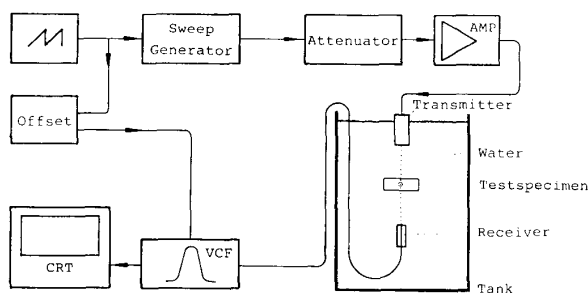 Sweep
Generator
Attenuator
AMP
Transmitter
Offset
Water
Testspecimen
Receiver
VCF
CRT
Tank